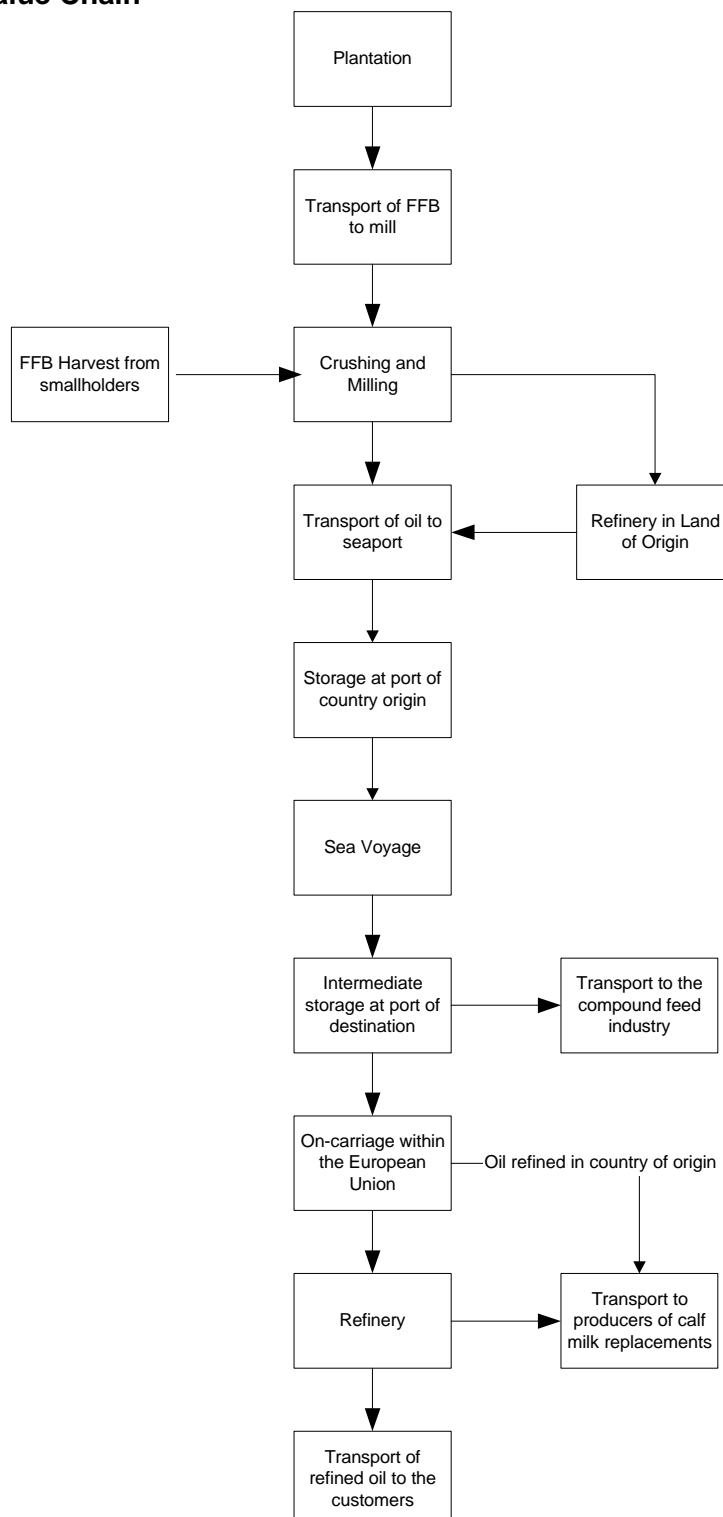 Chain
Plantation
Transport of FFB
to mill
FFB Harvest from
smallholders
Crushing and
Milling
Transport of oil to
seaport
Refinery in Land
of Origin
Storage at port of
country origin
Sea Voyage
Intermediate
storage at port of
destination
Transport to the
compound feed
industry
On-carriage within
the European
Union
Oil refined in country of origin
Refinery
Transport to
producers of calf
milk replacements
Transport of
refined oil to the
customers